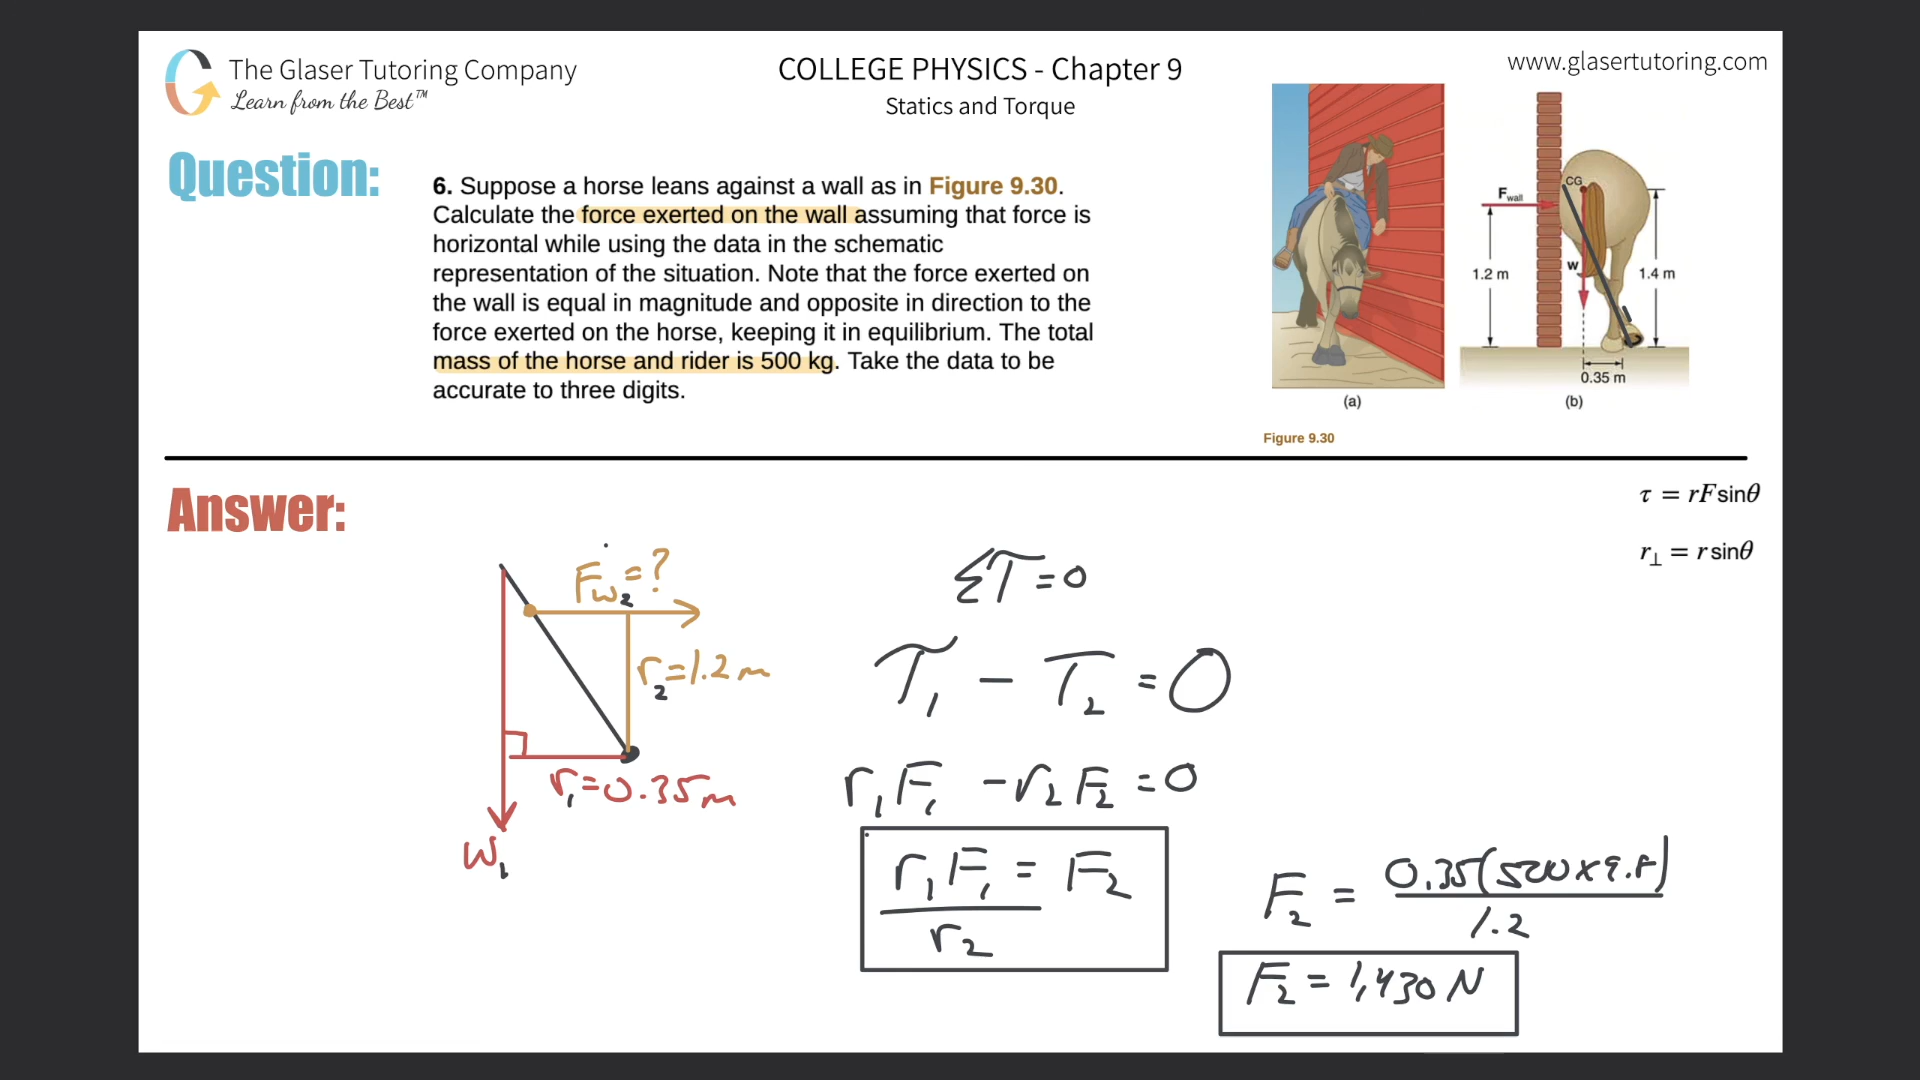 The Glaser Tutoring Company
Learn from the Best™
COLLEGE PHYSICS - Chapter 9
Statics and Torque
www.glasertutoring.com
Question:
6. Suppose a horse leans against a wall as in Figure 9.30.
Calculate the force exerted on the wall assuming that force is
horizontal while using the data in the schematic
representation of the situation. Note that the force exerted on
the wall is equal in magnitude and opposite in direction to the
force exerted on the horse, keeping it in equilibrium. The total
mass of the horse and rider is 500 kg. Take the data to be
accurate to three digits.
CG
F_wall
W
1.2 m
1.4 m
0.35 m
(a)
(b)
Figure 9.30
Answer:
τ = rF sinθ
r⊥ = r sinθ
Fw₂ = ?
r₂ = 1.2 m
r₁ = 0.35 m
W₁
Στ = 0
τ₁ − τ₂ = 0
r₁F₁ − r₂F₂ = 0
r₁F₁ = F₂
r₂
F₂ = 0.35(500×9.8)
1.2
F₂ = 1,430 N